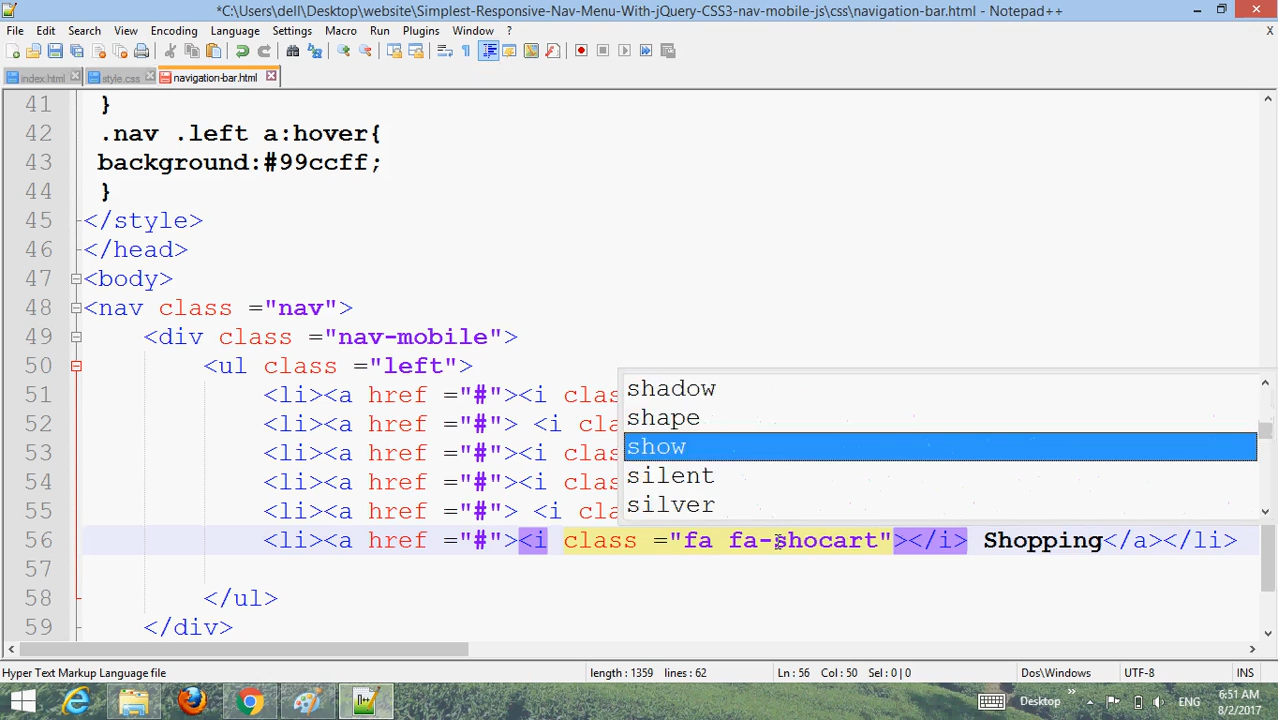 *C:\Users\dell\Desktop\website\Simplest-Responsive-Nav-Menu-With-jQuery-CSS3-nav-mobile-js\css\navigation-bar.html - Notepad++
File Edit Search View Encoding Language Settings Macro Run Plugins Window ? X
index.html style.css navigation-bar.html
41 }
42 .nav .left a:hover{
43 background:#99ccff;
44 }
45 </style>
46 </head>
47 <body>
48 <nav class ="nav">
49 <div class ="nav-mobile">
50 <ul class ="left">
51 <li><a href ="#"><i clas
52 <li><a href ="#"> <i clas
53 <li><a href ="#"><i clas
54 <li><a href ="#"><i clas
55 <li><a href ="#"> <i clas
56 <li><a href ="#"><i class ="fa fa-shocart"></i> Shopping</a></li>
57
58 </ul>
59 </div>
shadow
shape
show
silent
silver
Hyper Text Markup Language file length : 1359 lines : 62 Ln : 56 Col : 50 Sel : 0 | 0 Dos\Windows UTF-8 INS
Desktop ENG 6:51 AM
8/2/2017